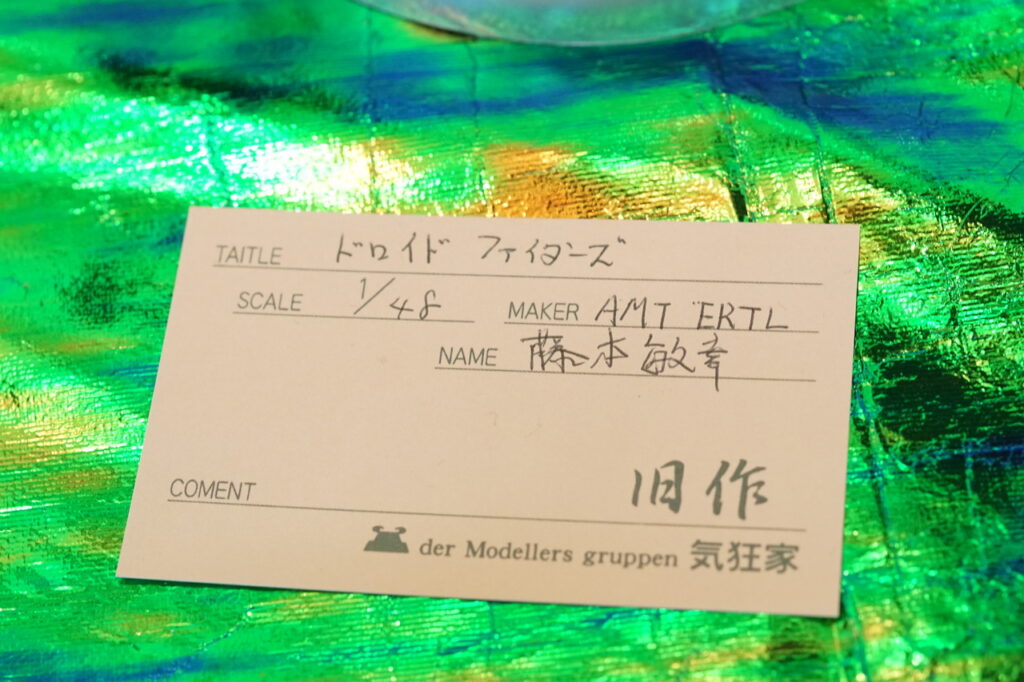 TAITLE ドロイド ファイターズ
SCALE 1/48 MAKER AMT ERTL
NAME 藤本 敏幸
旧作
COMENT
der Modellers gruppen 気狂家